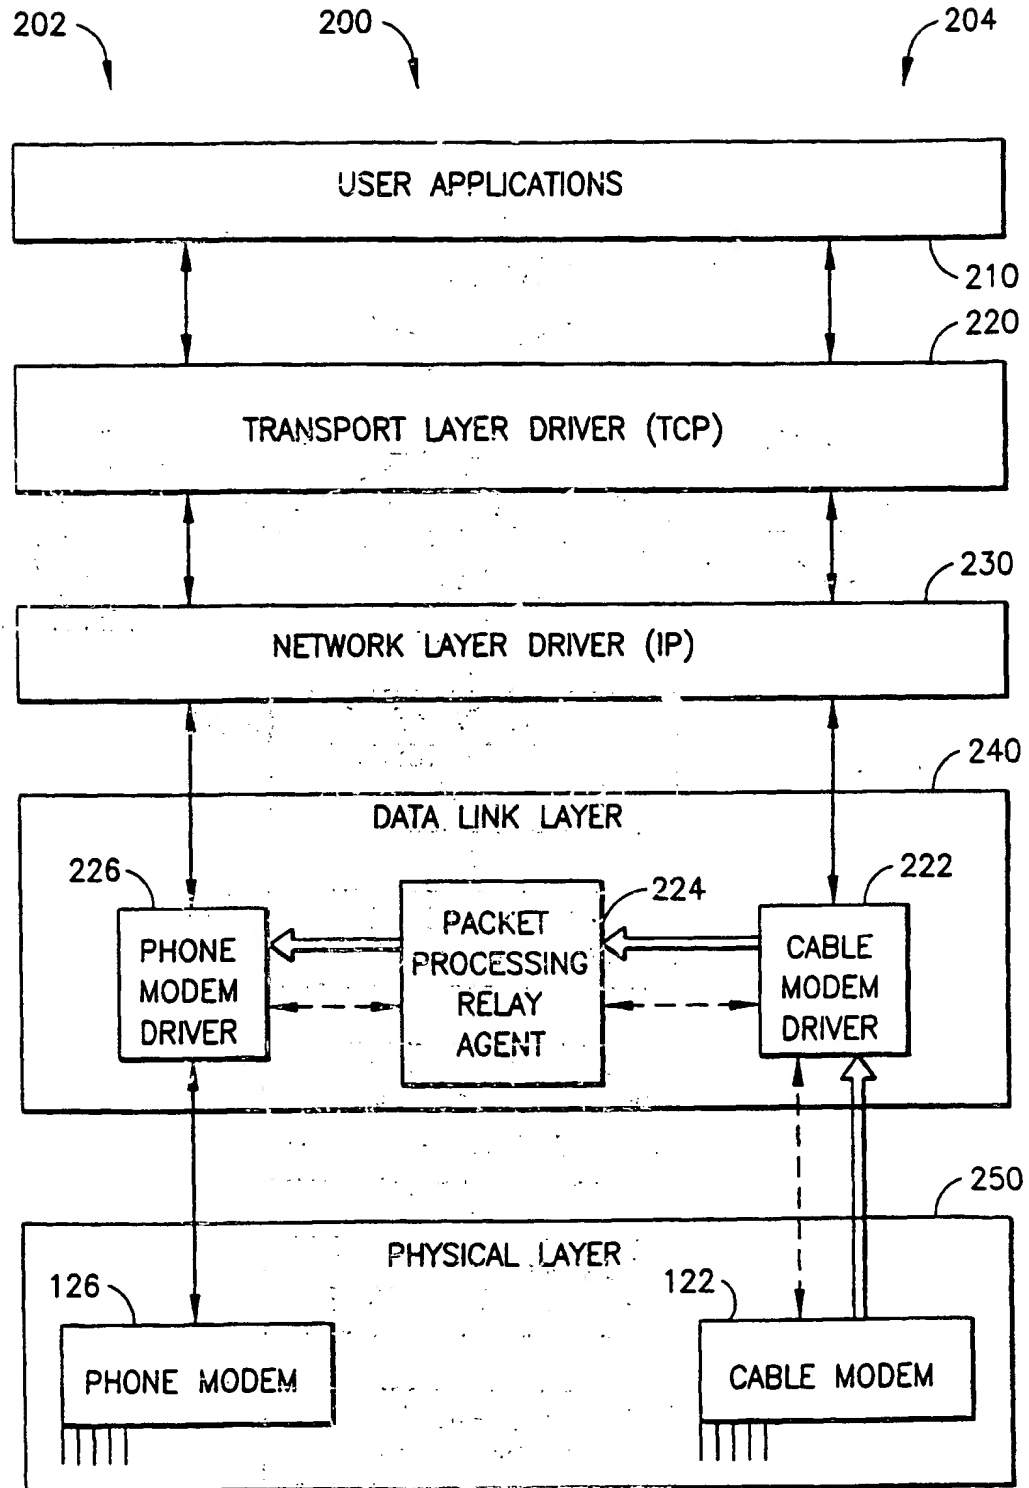 202
200
204
USER APPLICATIONS
210
220
TRANSPORT LAYER DRIVER (TCP)
230
NETWORK LAYER DRIVER (IP)
240
DATA LINK LAYER
226
224
222
PHONE
MODEM
DRIVER
PACKET
PROCESSING
RELAY
AGENT
CABLE
MODEM
DRIVER
250
PHYSICAL LAYER
126
122
PHONE MODEM
CABLE MODEM